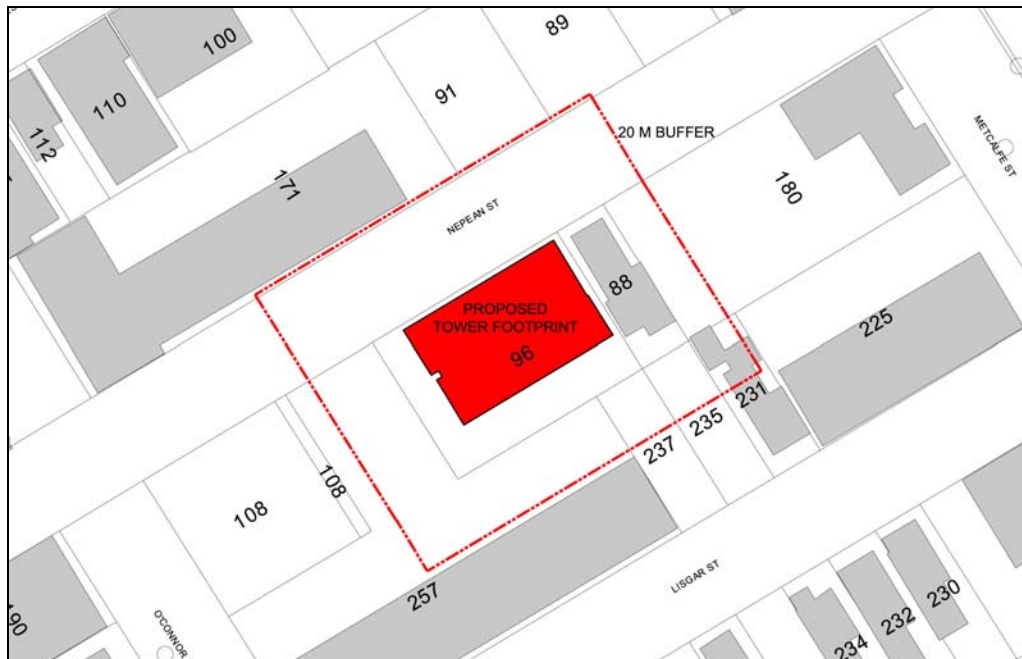 89
100
91
110
20 M BUFFER
METCALFE ST
112
171
180
NEPEAN ST
88
PROPOSED
TOWER FOOTPRINT
96
225
231
235
237
108
108
257
LISGAR ST
O'CONNOR
190
230
232
234